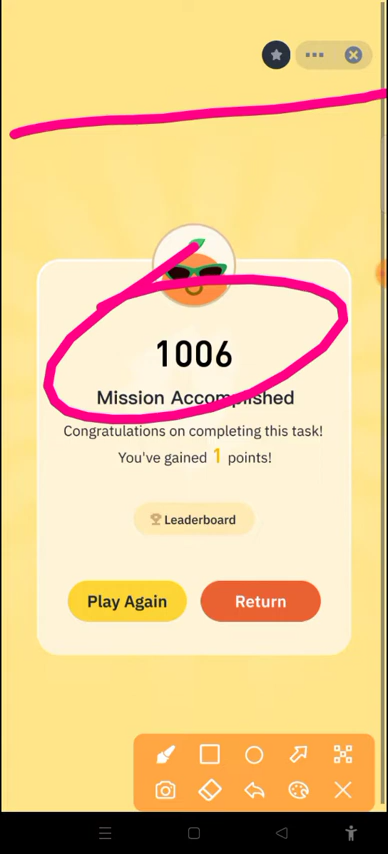 1006
Mission Accomplished
Congratulations on completing this task!
You've gained 1 points!
Leaderboard
Play Again
Return